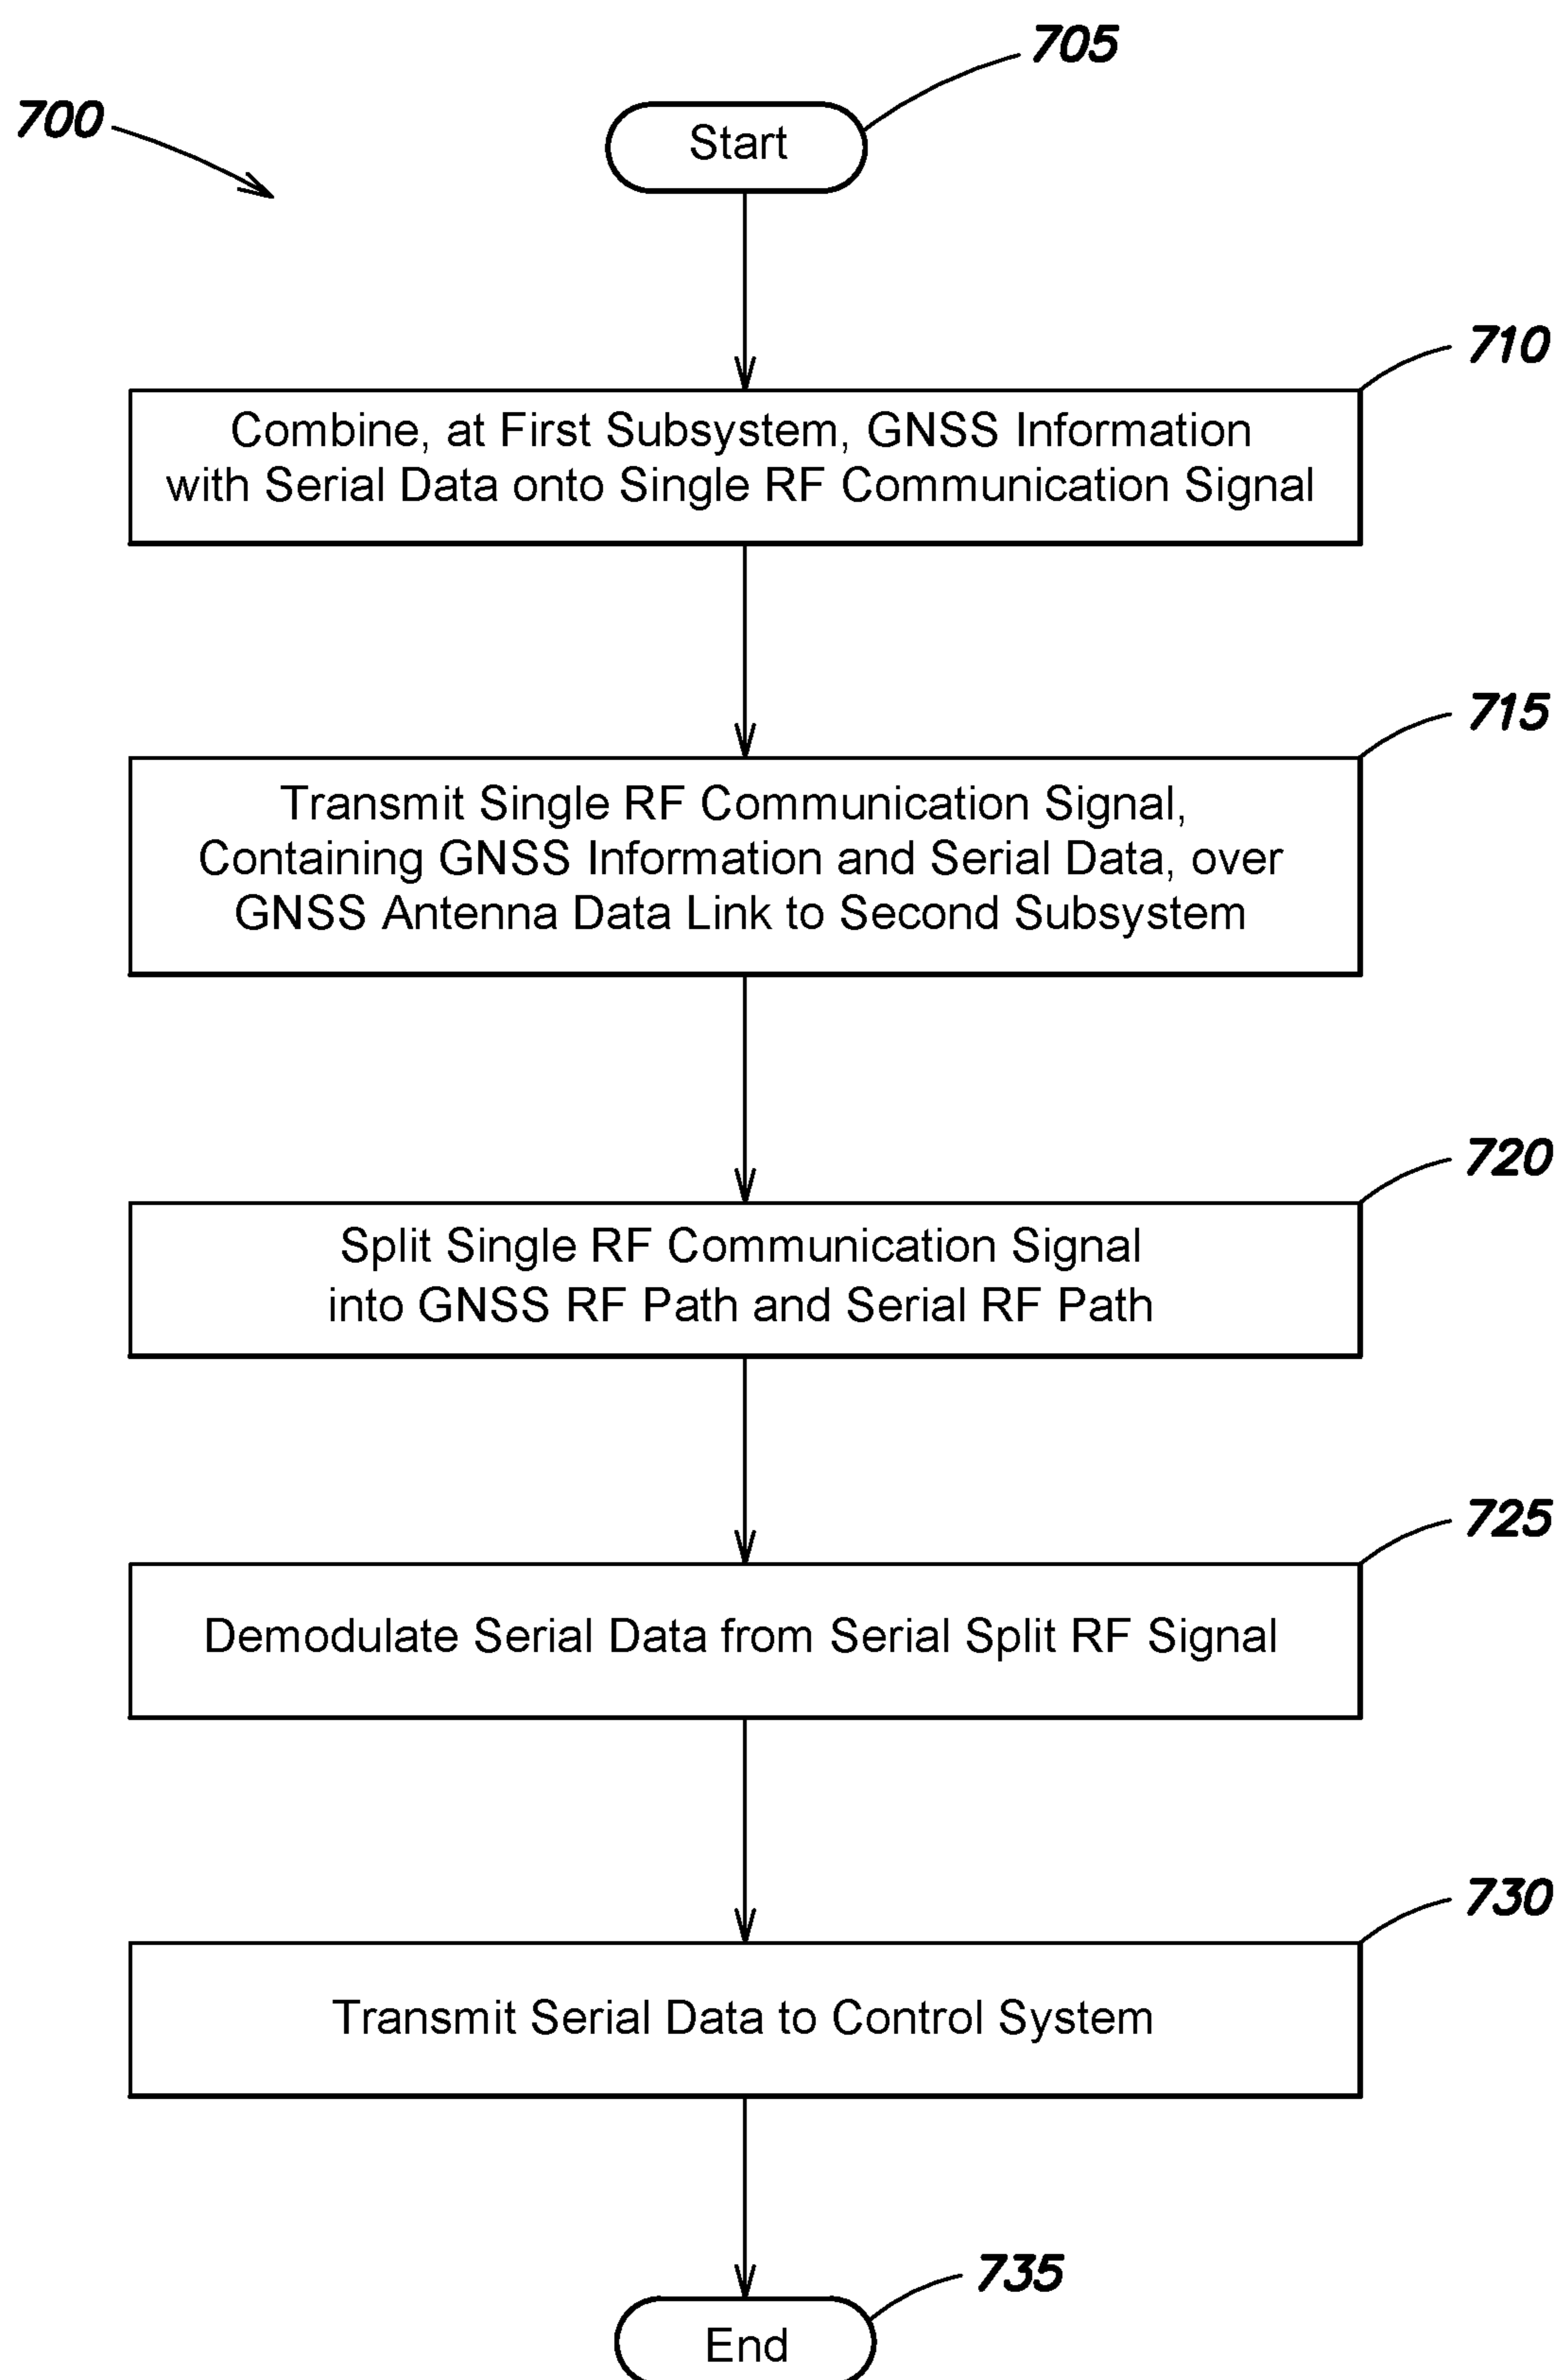 705
700
Start
710
Combine, at First Subsystem, GNSS Information
with Serial Data onto Single RF Communication Signal
715
Transmit Single RF Communication Signal,
Containing GNSS Information and Serial Data, over
GNSS Antenna Data Link to Second Subsystem
720
Split Single RF Communication Signal
into GNSS RF Path and Serial RF Path
725
Demodulate Serial Data from Serial Split RF Signal
730
Transmit Serial Data to Control System
735
End